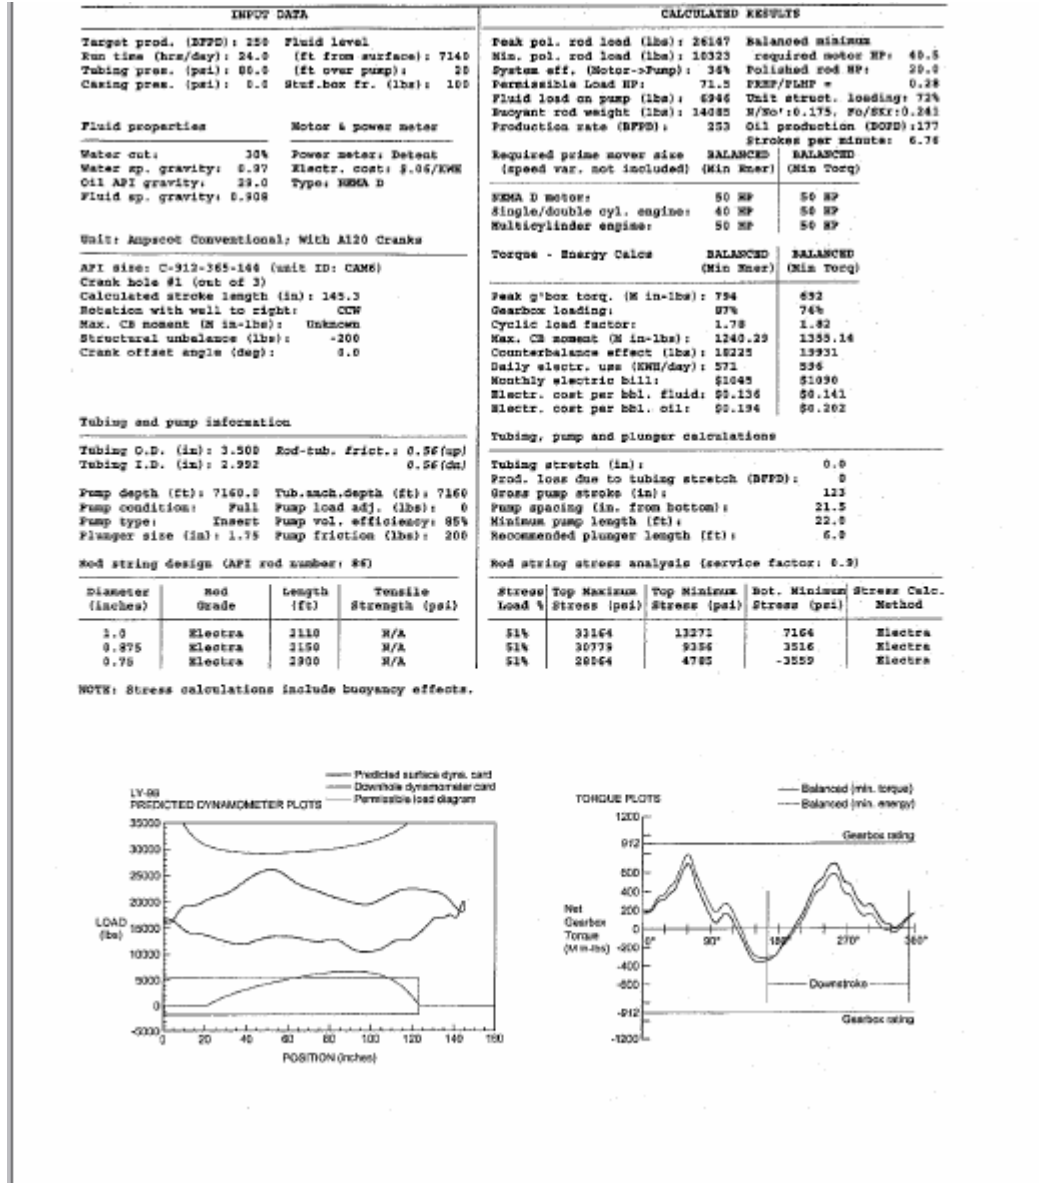 INPUT DATA
Target prod. (BFPD): 250 Fluid level
Run time (hrs/day): 24.0 (ft from surface): 7140
Tubing pres. (psi): 80.0 (ft over pump): 20
Casing pres. (psi): 0.0 Stuf.box fr. (lbs): 100
Fluid properties Motor & power meter
Water cut: 30% Power meter: Detent
Water sp. gravity: 0.97 Electr. cost: $.06/KWH
Oil API gravity: 29.0 Type: NEMA D
Fluid sp. gravity: 0.908
Unit: Ampscot Conventional; With A120 Cranks
API size: C-912-365-144 (unit ID: CAM6)
Crank hole #1 (out of 3)
Calculated stroke length (in): 145.3
Rotation with well to right: CCW
Max. CB moment (M in-lbs): Unknown
Structural unbalance (lbs): -200
Crank offset angle (deg): 0.0
Tubing and pump information
Tubing O.D. (in): 3.500 Rod-tub. frict.: 0.56(up)
Tubing I.D. (in): 2.992 0.56(dn)
Pump depth (ft): 7160.0 Tub.anch.depth (ft): 7160
Pump condition: Full Pump load adj. (lbs): 0
Pump type: Insert Pump vol. efficiency: 85%
Plunger size (in): 1.75 Pump friction (lbs): 200
Rod string design (API rod number: 86)
Diameter (inches) Rod Grade Length (ft) Tensile Strength (psi)
1.0 Electra 2110 N/A
0.875 Electra 2150 N/A
0.75 Electra 2900 N/A
NOTE: Stress calculations include buoyancy effects.
CALCULATED RESULTS
Peak pol. rod load (lbs): 26147 Balanced minimum
Min. pol. rod load (lbs): 10323 required motor HP: 40.5
System eff. (Motor->Pump): 36% Polished rod HP: 20.0
Permissible Load HP: 71.5 PRHP/PLHP = 0.28
Fluid load on pump (lbs): 6946 Unit struct. loading: 72%
Buoyant rod weight (lbs): 14085 N/No':0.175, Fo/SKr:0.241
Production rate (BFPD): 253 Oil production (BOPD):177
Strokes per minute: 6.76
Required prime mover size BALANCED BALANCED
(speed var. not included) (Min Ener) (Min Torq)
NEMA D motor: 50 HP 50 HP
Single/double cyl. engine: 40 HP 50 HP
Multicylinder engine: 50 HP 50 HP
Torque - Energy Calcs BALANCED BALANCED
(Min Ener) (Min Torq)
Peak g'box torq. (M in-lbs): 794 692
Gearbox loading: 87% 76%
Cyclic load factor: 1.78 1.82
Max. CB moment (M in-lbs): 1240.29 1355.14
Counterbalance effect (lbs): 18225 19931
Daily electr. use (KWH/day): 571 596
Monthly electric bill: $1045 $1090
Electr. cost per bbl. fluid: $0.136 $0.141
Electr. cost per bbl. oil: $0.194 $0.202
Tubing, pump and plunger calculations
Tubing stretch (in): 0.0
Prod. loss due to tubing stretch (BFPD): 0
Gross pump stroke (in): 123
Pump spacing (in. from bottom): 21.5
Minimum pump length (ft): 22.0
Recommended plunger length (ft): 6.0
Rod string stress analysis (service factor: 0.9)
Stress Load % Top Maximum Stress (psi) Top Minimum Stress (psi) Bot. Minimum Stress (psi) Stress Calc. Method
51% 33164 13271 7164 Electra
51% 30779 9356 3516 Electra
51% 28064 4785 -3559 Electra
Predicted surface dyna. card
Downhole dynamometer card
Permissible load diagram
LY-99
PREDICTED DYNAMOMETER PLOTS
35000
30000
25000
20000
15000
10000
5000
0
-5000
LOAD
(lbs)
0 20 40 60 80 100 120 140 160
POSITION (inches)
TORQUE PLOTS
Balanced (min. torque)
Balanced (min. energy)
1200
912
600
400
200
0
-200
-400
-600
-912
-1200
Gearbox rating
Net
Gearbox
Torque
(M in-lbs)
0° 90° 180° 270° 360°
Downstroke
Gearbox rating